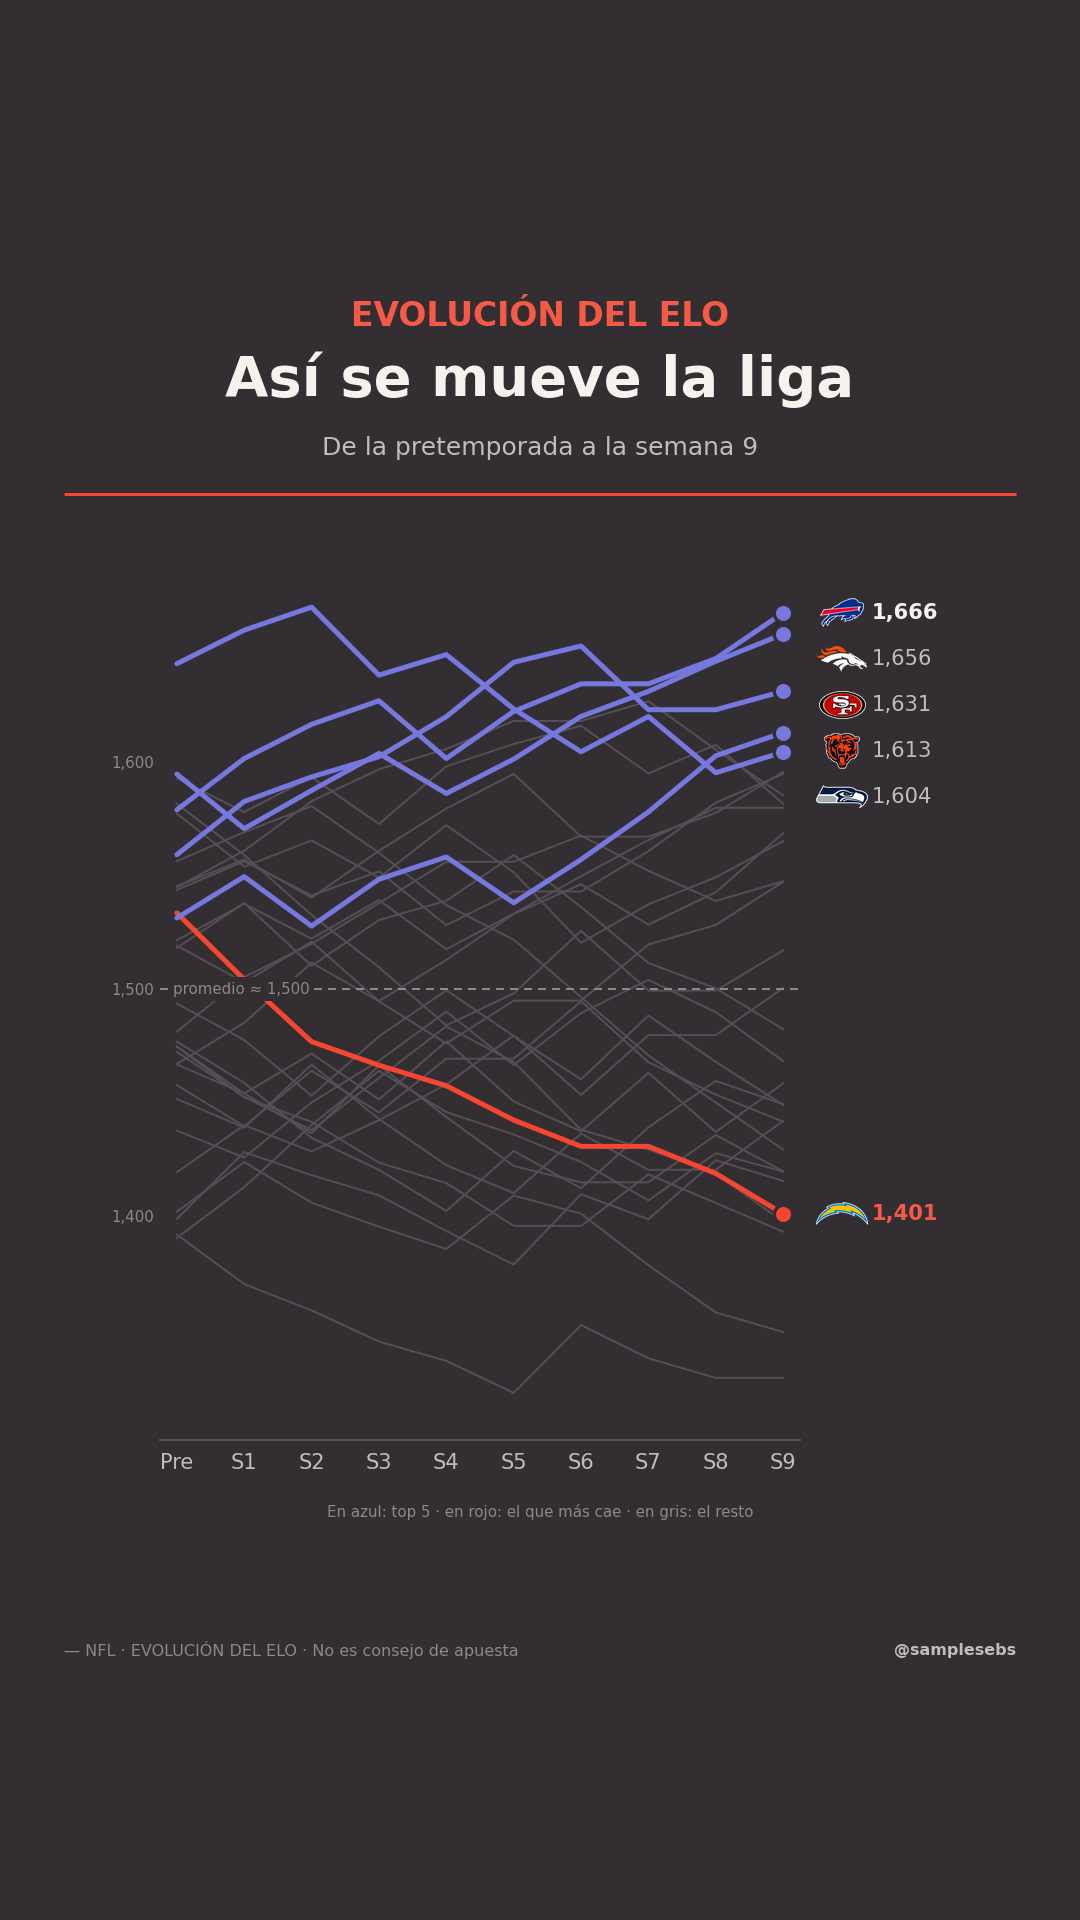 EVOLUCIÓN DEL ELO
Así se mueve la liga
De la pretemporada a la semana 9
1,666
1,656
1,631
1,613
1,604
1,600
1,500
promedio ≈ 1,500
1,400
1,401
SF
Pre S1 S2 S3 S4 S5 S6 S7 S8 S9
En azul: top 5 · en rojo: el que más cae · en gris: el resto
— NFL · EVOLUCIÓN DEL ELO · No es consejo de apuesta
@samplesebs